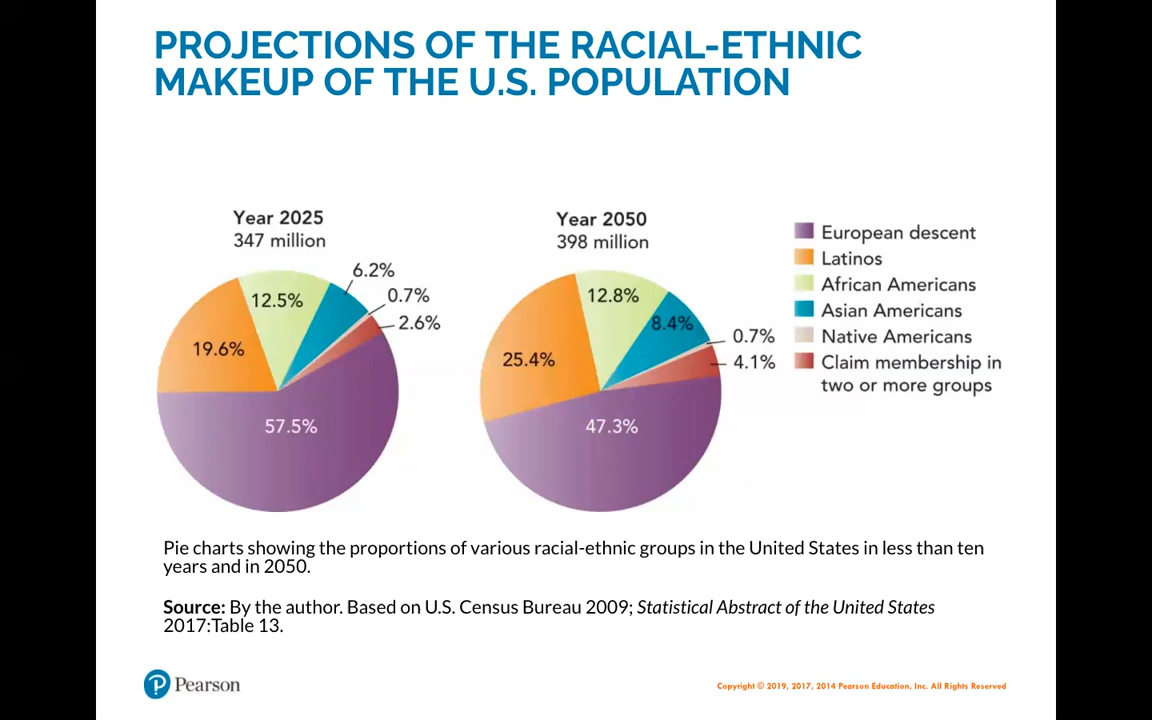 PROJECTIONS OF THE RACIAL-ETHNIC
MAKEUP OF THE U.S. POPULATION
Year 2025
347 million
6.2%
12.5%
0.7%
2.6%
19.6%
57.5%
Year 2050
398 million
12.8%
8.4%
0.7%
4.1%
25.4%
47.3%
European descent
Latinos
African Americans
Asian Americans
Native Americans
Claim membership in
two or more groups
Pie charts showing the proportions of various racial-ethnic groups in the United States in less than ten
years and in 2050.
Source: By the author. Based on U.S. Census Bureau 2009; Statistical Abstract of the United States
2017:Table 13.
P Pearson
Copyright © 2019, 2017, 2014 Pearson Education, Inc. All Rights Reserved